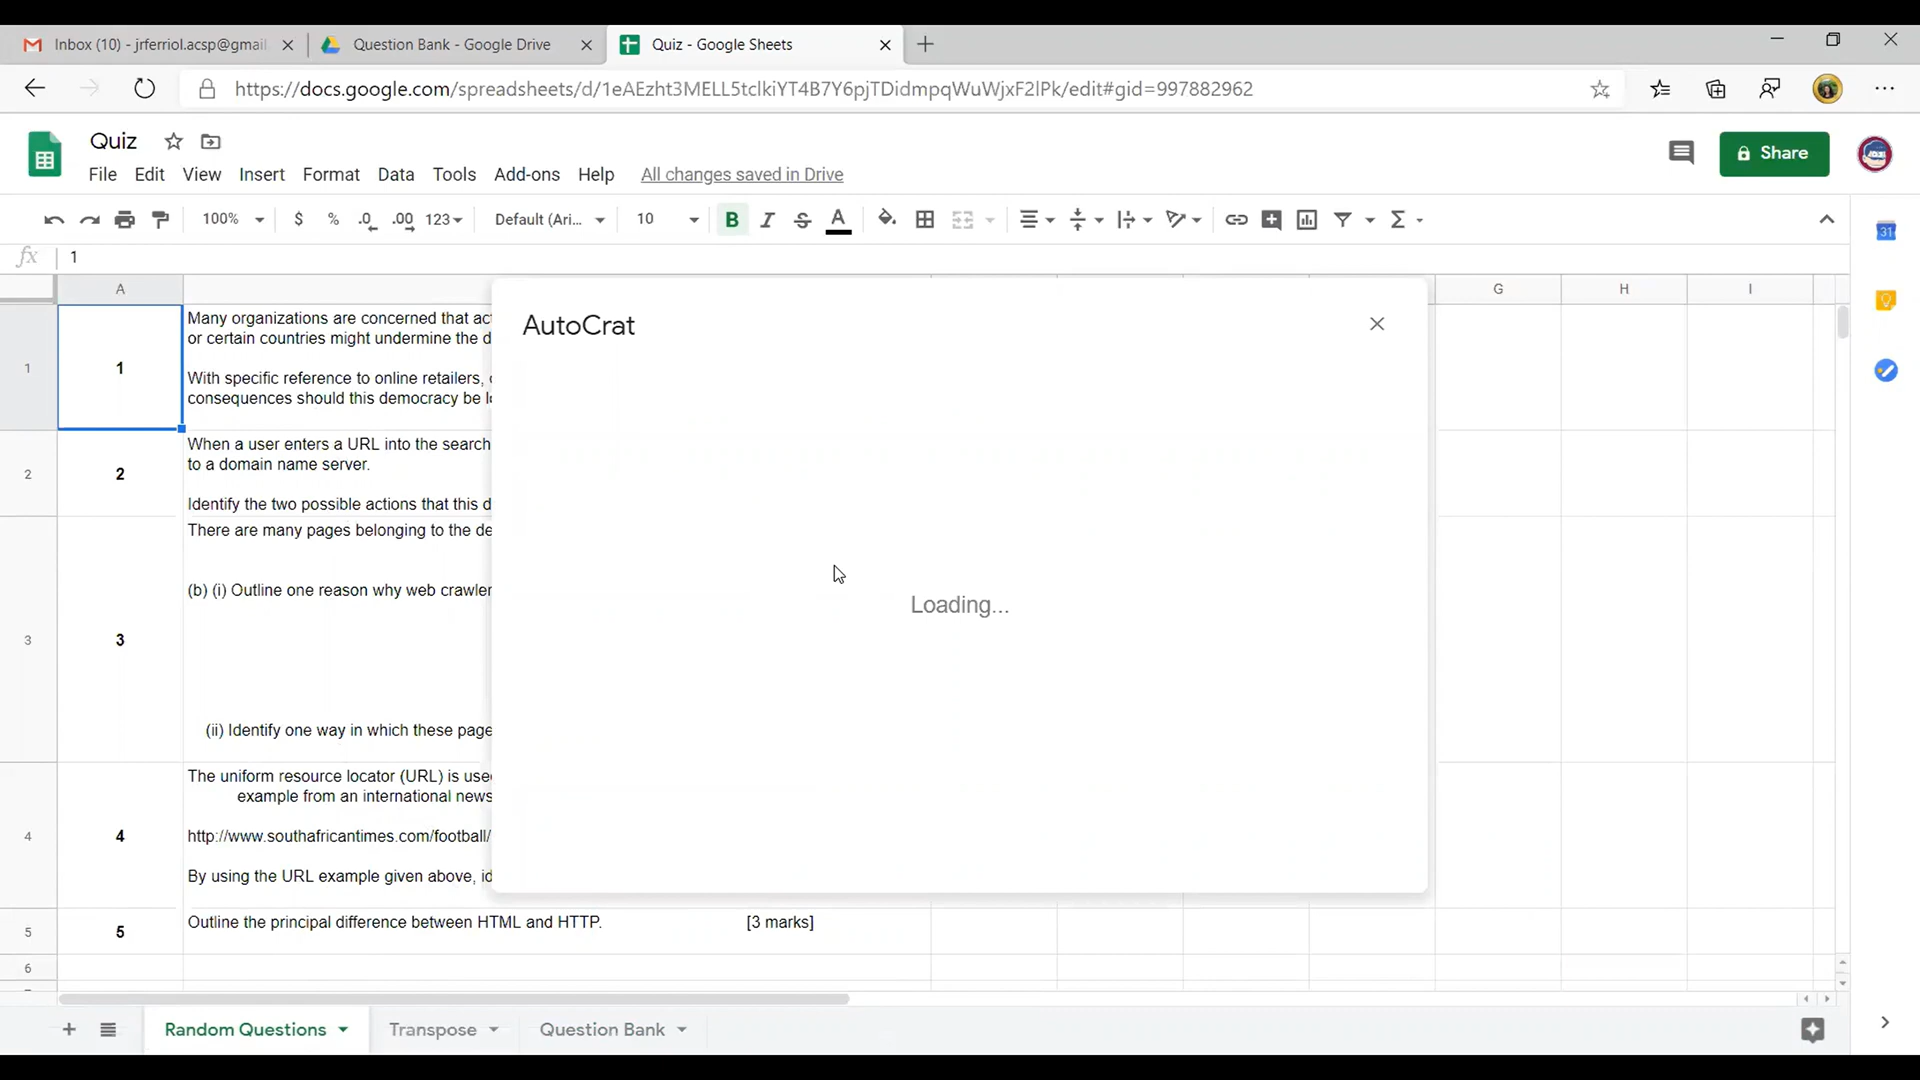 Inbox (10) - jrferriol.acsp@gmail
Question Bank - Google Drive
Quiz - Google Sheets
https://docs.google.com/spreadsheets/d/1eAEzht3MELL5tclkiYT4B7Y6pjTDidmpqWuWjxF2lPk/edit#gid=997882962
Quiz
File Edit View Insert Format Data Tools Add-ons Help All changes saved in Drive
Share
100% $ % .0 .00 123 Default (Ari... 10 B I S A Σ
31
fx 1
A G H I
1 1 Many organizations are concerned that act
or certain countries might undermine the d
With specific reference to online retailers,
consequences should this democracy be l
2 2 When a user enters a URL into the search
to a domain name server.
Identify the two possible actions that this d
3 3 There are many pages belonging to the de
(b) (i) Outline one reason why web crawler
(ii) Identify one way in which these page
4 4 The uniform resource locator (URL) is used
example from an international news
http://www.southafricantimes.com/football/
By using the URL example given above, id
5 5 Outline the principal difference between HTML and HTTP. [3 marks]
6
AutoCrat
Loading...
Random Questions Transpose Question Bank